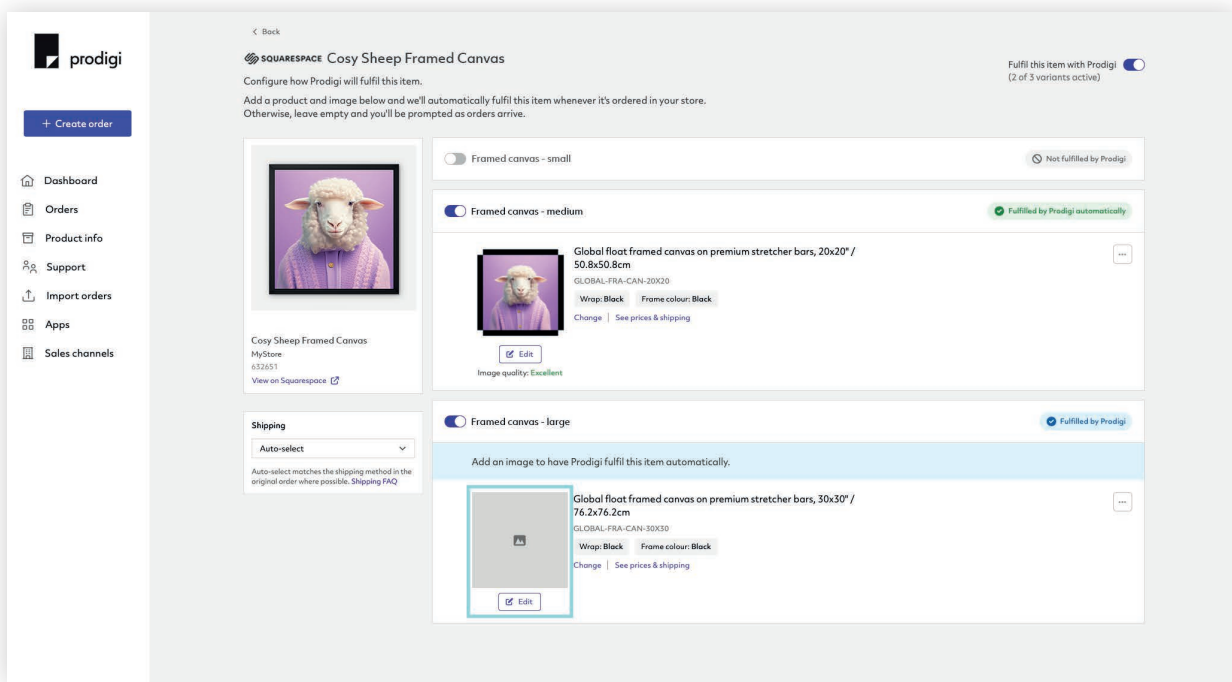 prodigi
+ Create order
Dashboard
Orders
Product info
Support
Import orders
Apps
Sales channels
Back
SQUARESPACE Cosy Sheep Framed Canvas
Configure how Prodigi will fulfil this item.
Add a product and image below and we'll automatically fulfil this item whenever it's ordered in your store.
Otherwise, leave empty and you'll be prompted as orders arrive.
Fulfil this item with Prodigi
(2 of 3 variants active)
Cosy Sheep Framed Canvas
MyStore
632651
View on Squarespace
Shipping
Auto-select
Auto-select matches the shipping method in the
original order where possible. Shipping FAQ
Framed canvas - small
Not fulfilled by Prodigi
Framed canvas - medium
Fulfilled by Prodigi automatically
Global float framed canvas on premium stretcher bars, 20x20" /
50.8x50.8cm
GLOBAL-FRA-CAN-20X20
Wrap: Black Frame colour: Black
Change | See prices & shipping
Edit
Image quality: Excellent
Framed canvas - large
Fulfilled by Prodigi
Add an image to have Prodigi fulfil this item automatically.
Global float framed canvas on premium stretcher bars, 30x30" /
76.2x76.2cm
GLOBAL-FRA-CAN-30X30
Wrap: Black Frame colour: Black
Change | See prices & shipping
Edit